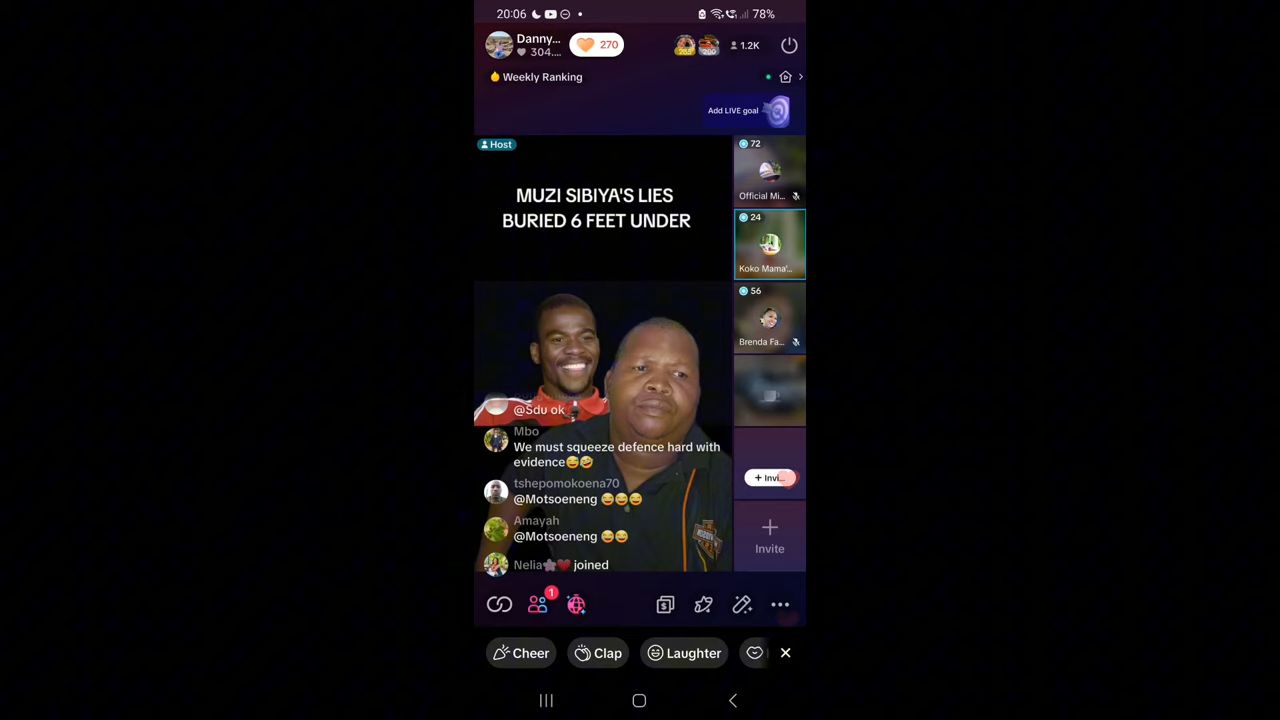 20:06
78%
Danny...
304....
270
265
200
1.2K
Weekly Ranking
Add LIVE goal
Host
MUZI SIBIYA'S LIES
BURIED 6 FEET UNDER
72
Official Mi...
24
Koko Mama'...
56
Brenda Fa...
@Sdu ok
Mbo
We must squeeze defence hard with
evidence😅🤣
tshepomokoena70
@Motsoeneng 😂😂😂
Amayah
@Motsoeneng 😂😂
Nelia🌸❤️ joined
+ Invi...
Invite
1
Cheer
Clap
Laughter